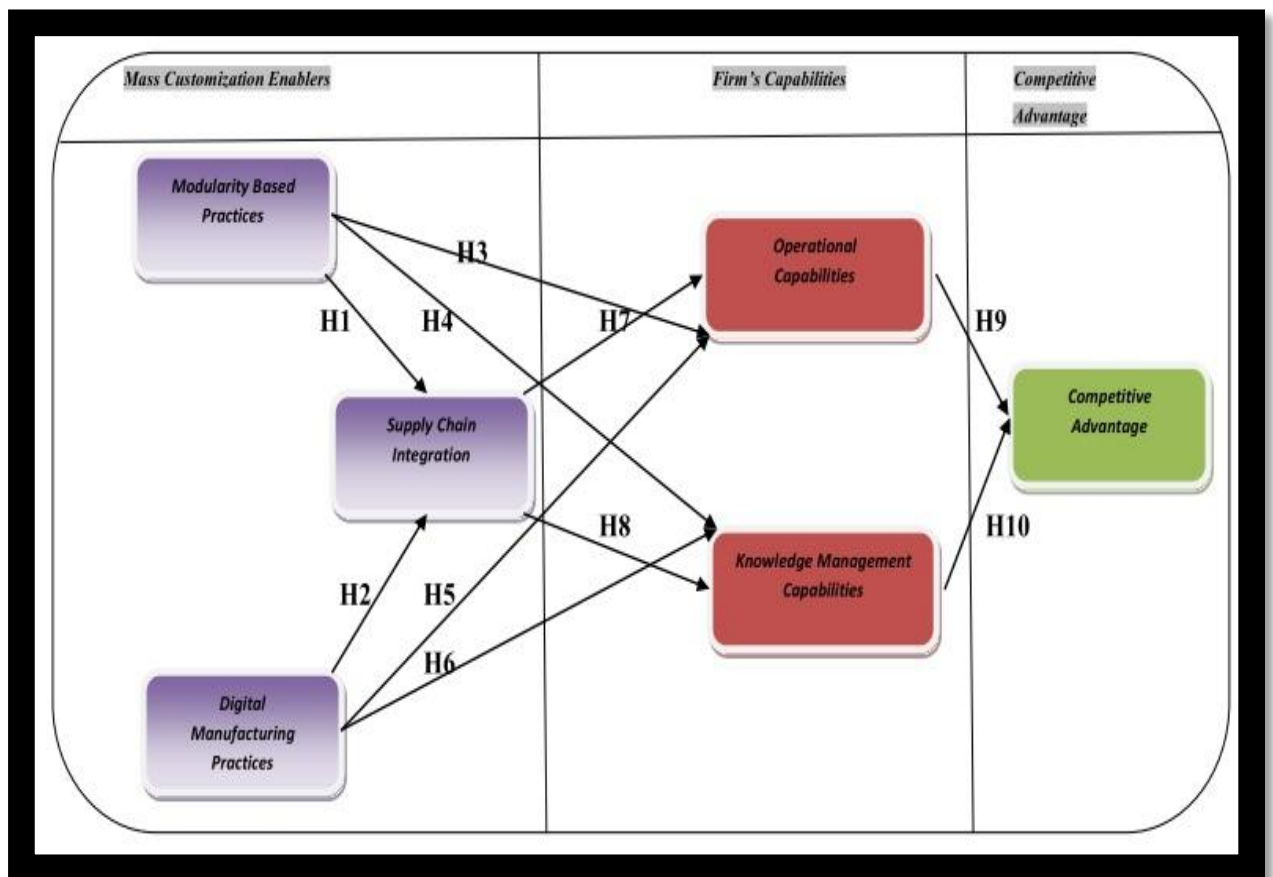 Mass Customization Enablers
Firm's Capabilities
Competitive
Advantage
Modularity Based
Practices
Operational
Capabilities
H3
H1
H4
H7
H9
Supply Chain
Integration
Competitive
Advantage
H8
H10
Knowledge Management
Capabilities
H2
H5
H6
Digital
Manufacturing
Practices